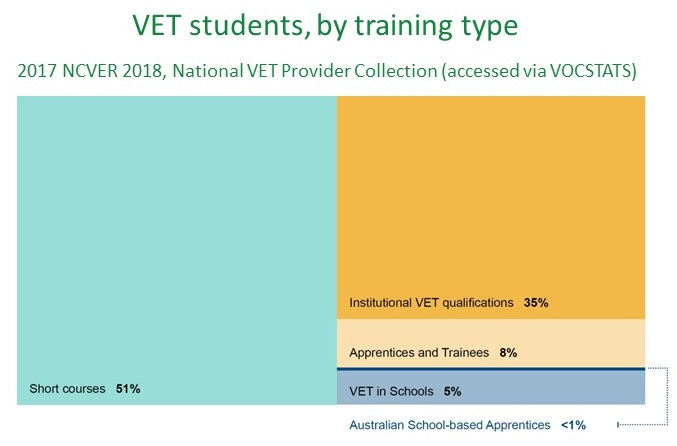 VET students, by training type
2017 NCVER 2018, National VET Provider Collection (accessed via VOCSTATS)
Institutional VET qualifications 35%
Apprentices and Trainees 8%
Short courses 51%
VET in Schools 5%
Australian School-based Apprentices <1%